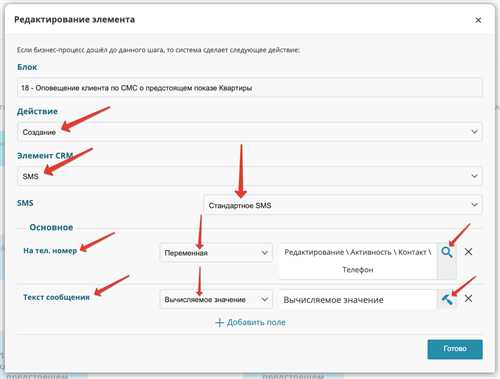 Редактирование элемента
×
Если бизнес-процесс дошёл до данного шага, то система сделает следующее действие:
Блок
18 - Оповещение клиента по СМС о предстоящем показе Квартиры
Действие
Создание
Элемент CRM
SMS
SMS
Стандартное SMS
Основное
На тел. номер
Переменная
Редактирование \ Активность \ Контакт \
Телефон
Текст сообщения
Вычисляемое значение
Вычисляемое значение
+ Добавить поле
Готово
предстоящем
предстоящем